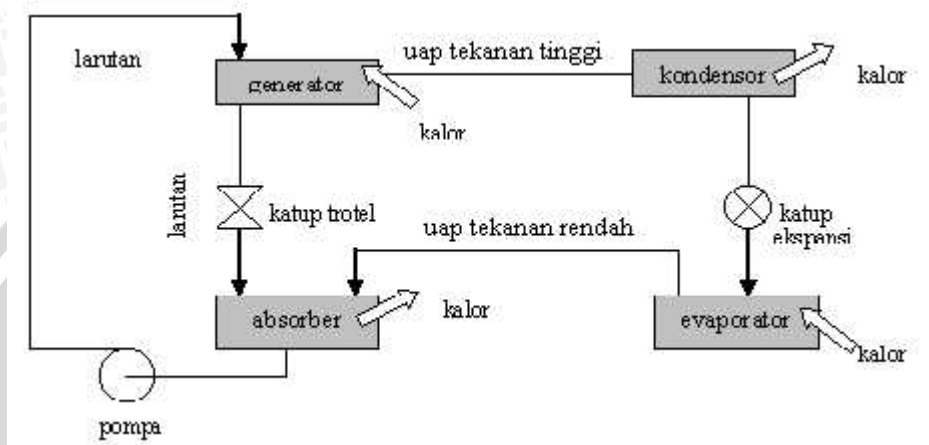 larutan
uap tekanan tinggi
generator
kondensor
kalor
kalor
larutan
katup trotel
katup
ekspansi
uap tekanan rendah
absorber
kalor
evaporator
kalor
pompa